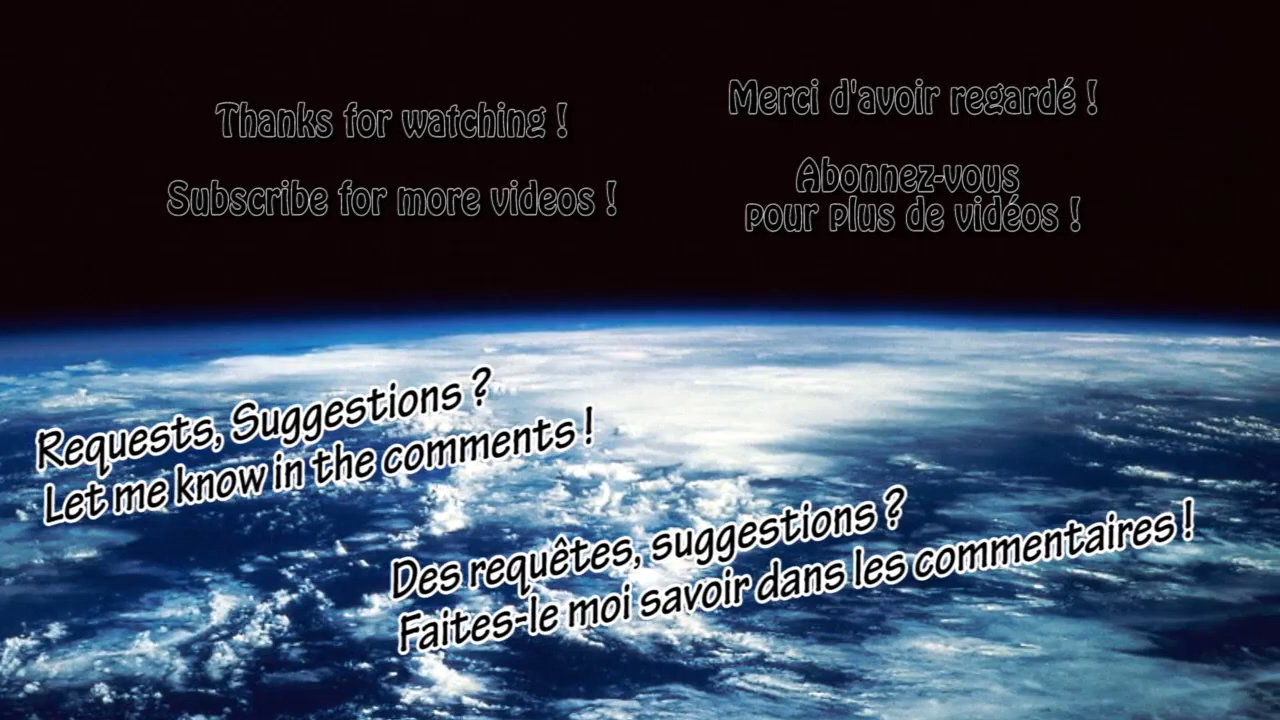 Thanks for watching !
Subscribe for more videos !
Merci d'avoir regardé !
Abonnez-vous
pour plus de vidéos !
Requests, Suggestions ?
Let me know in the comments !
Des requêtes, suggestions ?
Faites-le moi savoir dans les commentaires !